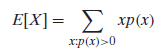 E[X] = ∑ xp(x)
x:p(x)>0